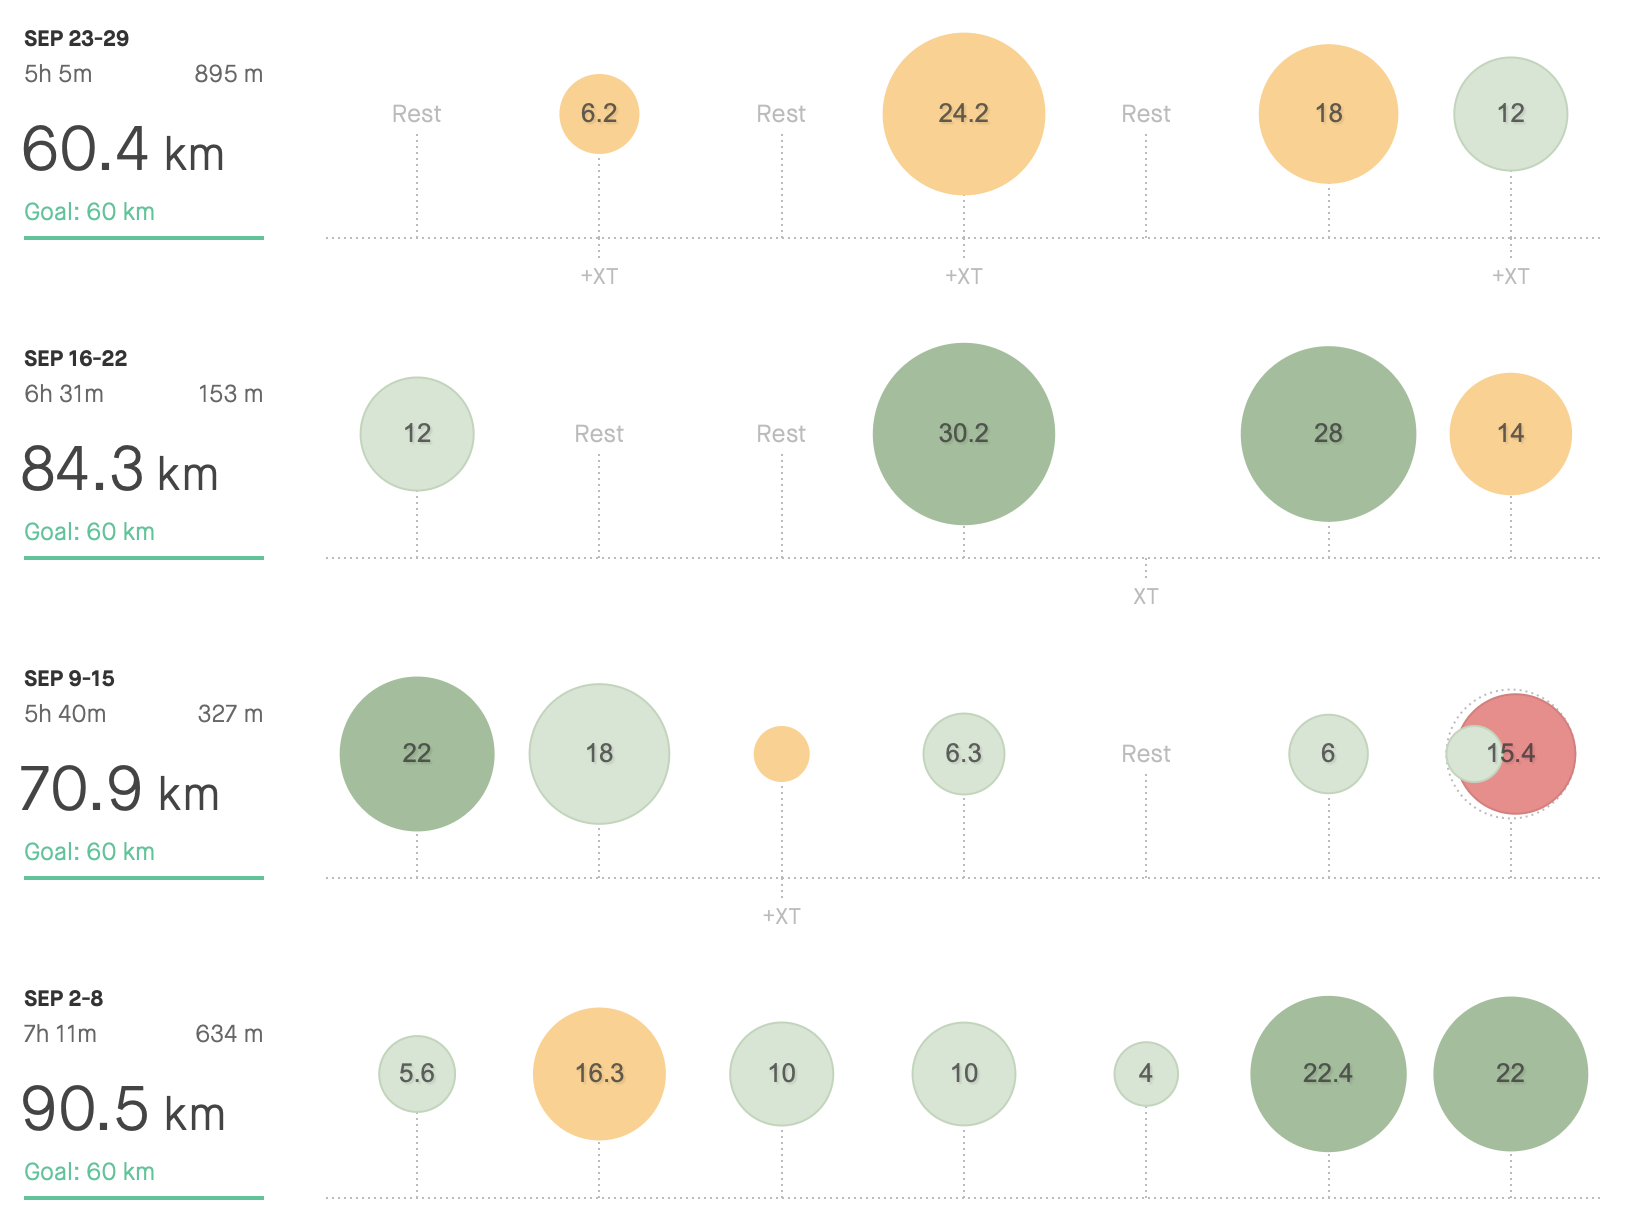 SEP 23-29
5h 5m 895 m
60.4 km
Goal: 60 km
Rest 6.2 Rest 24.2 Rest 18 12
+XT +XT +XT
SEP 16-22
6h 31m 153 m
84.3 km
Goal: 60 km
12 Rest Rest 30.2 28 14
XT
SEP 9-15
5h 40m 327 m
70.9 km
Goal: 60 km
22 18 6.3 Rest 6 15.4
+XT
SEP 2-8
7h 11m 634 m
90.5 km
Goal: 60 km
5.6 16.3 10 10 4 22.4 22